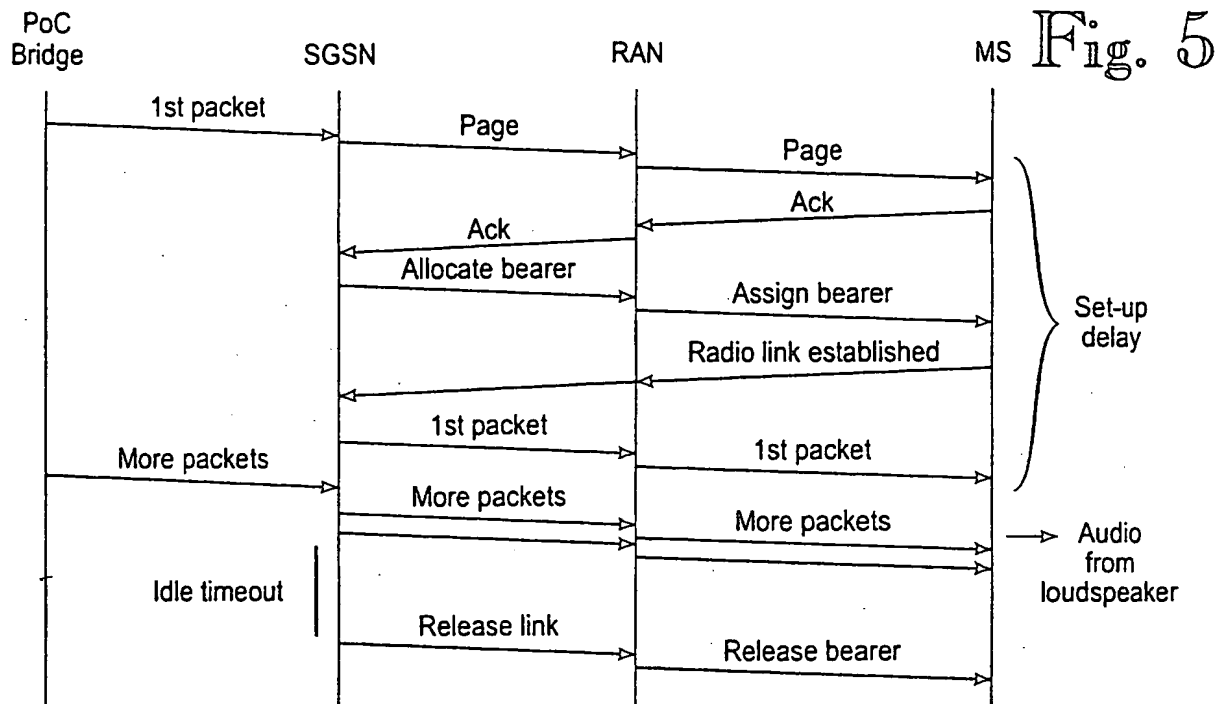 PoC
Bridge
SGSN
RAN
MS
Fig. 5
1st packet
Page
Page
Ack
Ack
Allocate bearer
Assign bearer
Set-up
delay
Radio link established
1st packet
1st packet
More packets
More packets
More packets
Audio
from
loudspeaker
Idle timeout
Release link
Release bearer